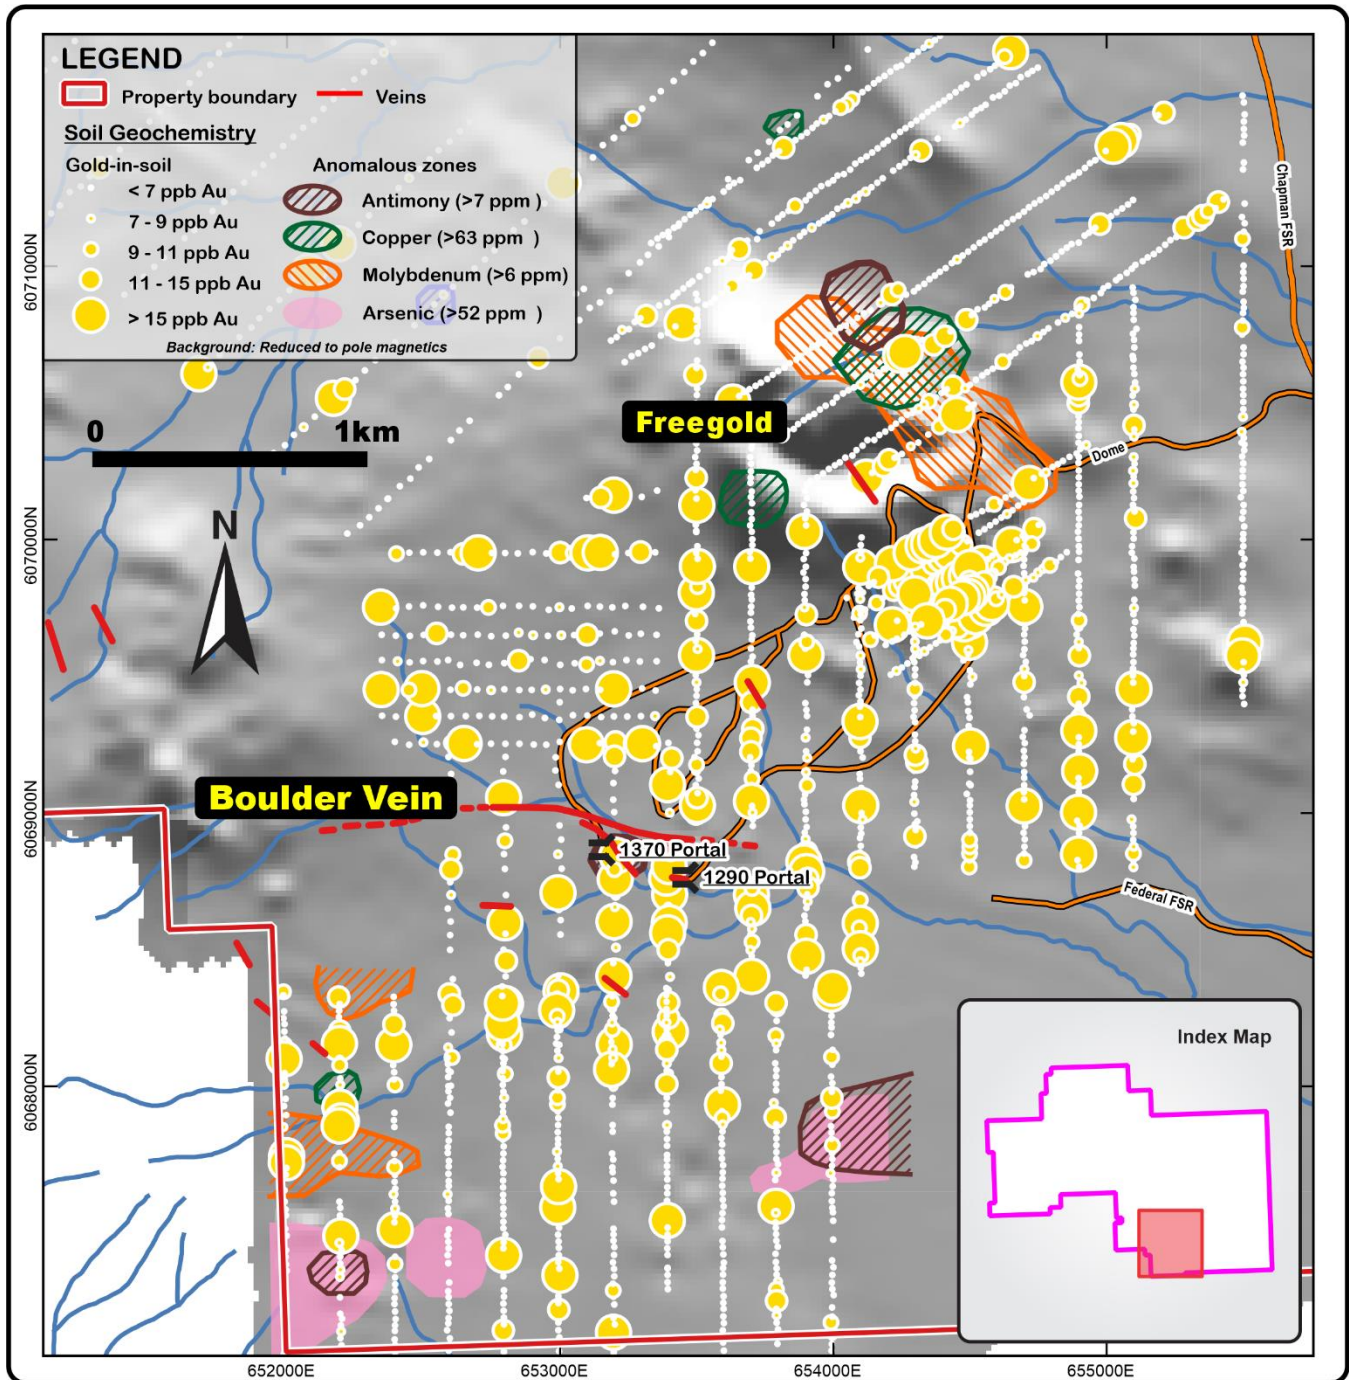 LEGEND
Property boundary
Veins
Soil Geochemistry
Gold-in-soil
Anomalous zones
< 7 ppb Au
7 - 9 ppb Au
9 - 11 ppb Au
11 - 15 ppb Au
> 15 ppb Au
Antimony (>7 ppm )
Copper (>63 ppm )
Molybdenum (>6 ppm)
Arsenic (>52 ppm )
Background: Reduced to pole magnetics
0 1km
N
Chapman FSR
Freegold
Dome
Boulder Vein
1370 Portal
1290 Portal
Federal FSR
Index Map
6071000N
6070000N
6069000N
6068000N
652000E 653000E 654000E 655000E